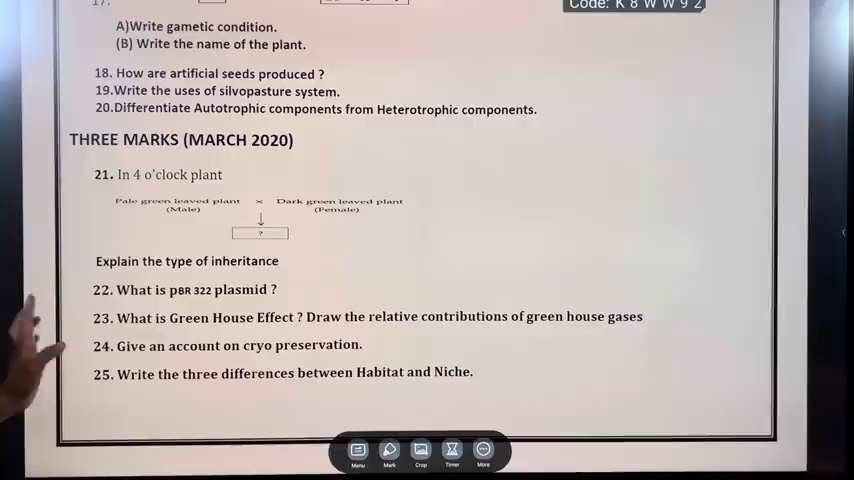 17.
Code: K 8 W W 9 2
A)Write gametic condition.
(B) Write the name of the plant.
18. How are artificial seeds produced ?
19.Write the uses of silvopasture system.
20.Differentiate Autotrophic components from Heterotrophic components.
THREE MARKS (MARCH 2020)
21. In 4 o'clock plant
Pale green leaved plant × Dark green leaved plant
(Male) (Female)
?
Explain the type of inheritance
22. What is pBR 322 plasmid ?
23. What is Green House Effect ? Draw the relative contributions of green house gases
24. Give an account on cryo preservation.
25. Write the three differences between Habitat and Niche.
Menu Mark Crop Timer More